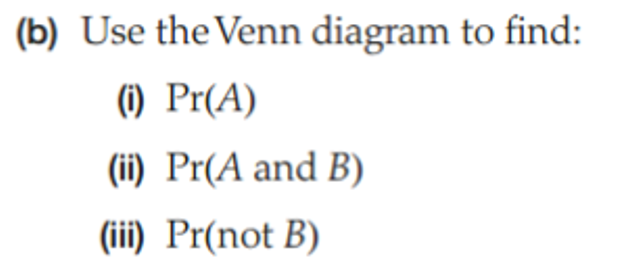 (b) Use the Venn diagram to find:
(i) Pr(A)
(ii) Pr(A and B)
(iii) Pr(not B)